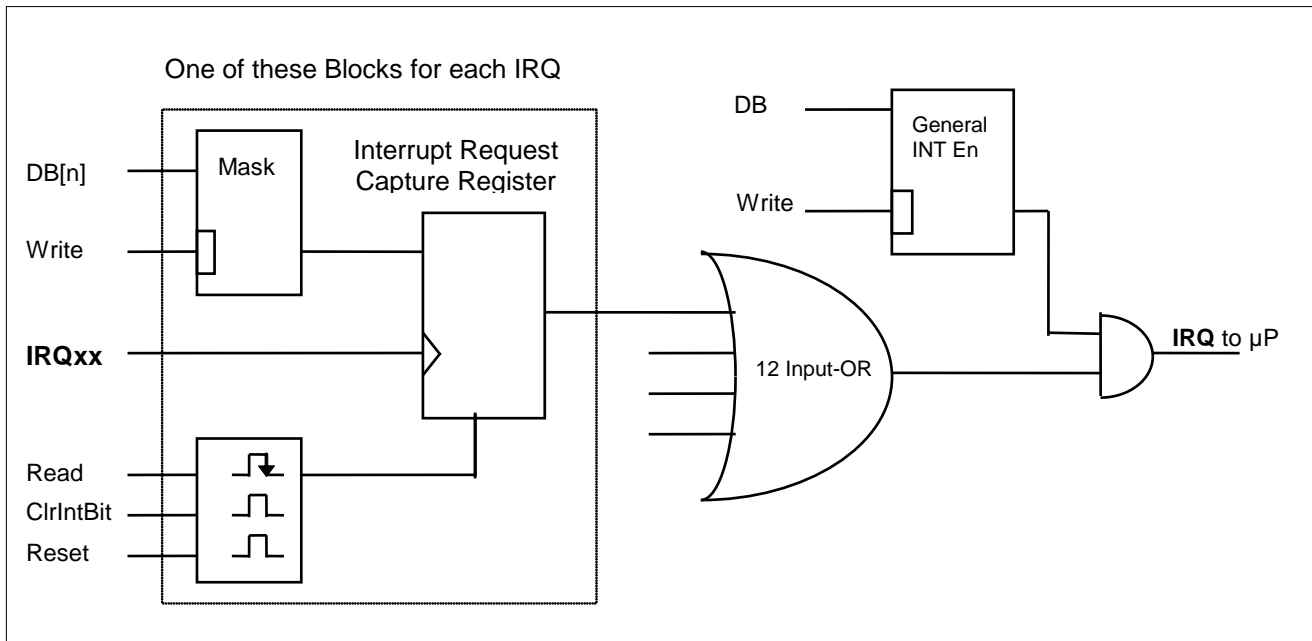 One of these Blocks for each IRQ
DB[n]
Mask
Write
Interrupt Request
Capture Register
IRQxx
Read
ClrIntBit
Reset
DB
General
INT En
Write
12 Input-OR
IRQ to µP